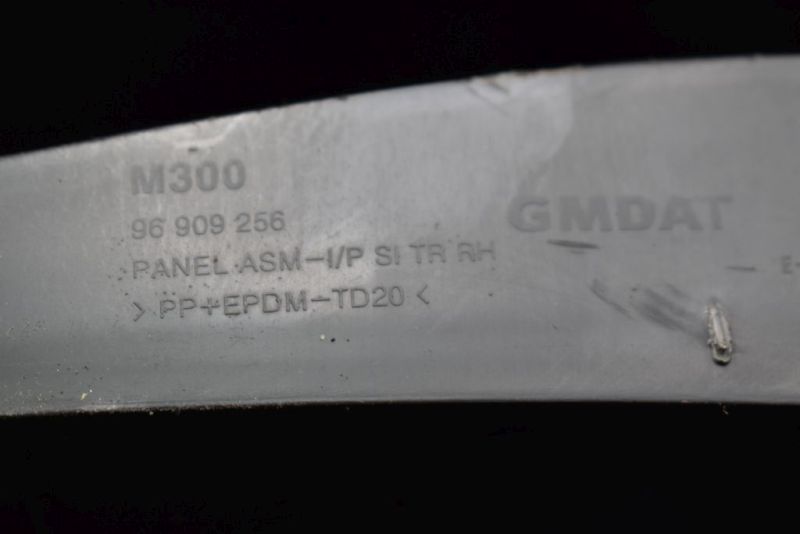 M300
96 909 256
GMDAT
PANEL ASM-I/P SI TR RH
>PP+EPDM-TD20<